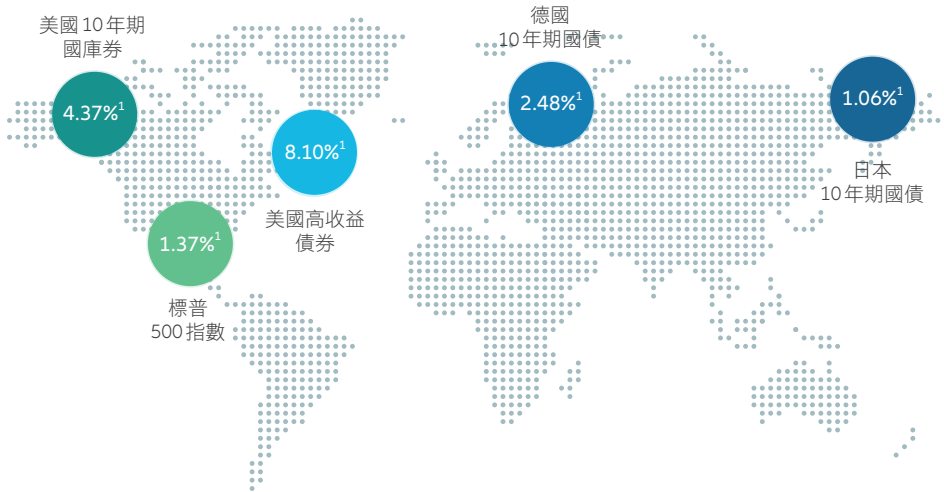 美國10年期
國庫券
4.37%¹
8.10%¹
美國高收益
債券
1.37%¹
標普
500指數
德國
10年期國債
2.48%¹
1.06%¹
日本
10年期國債